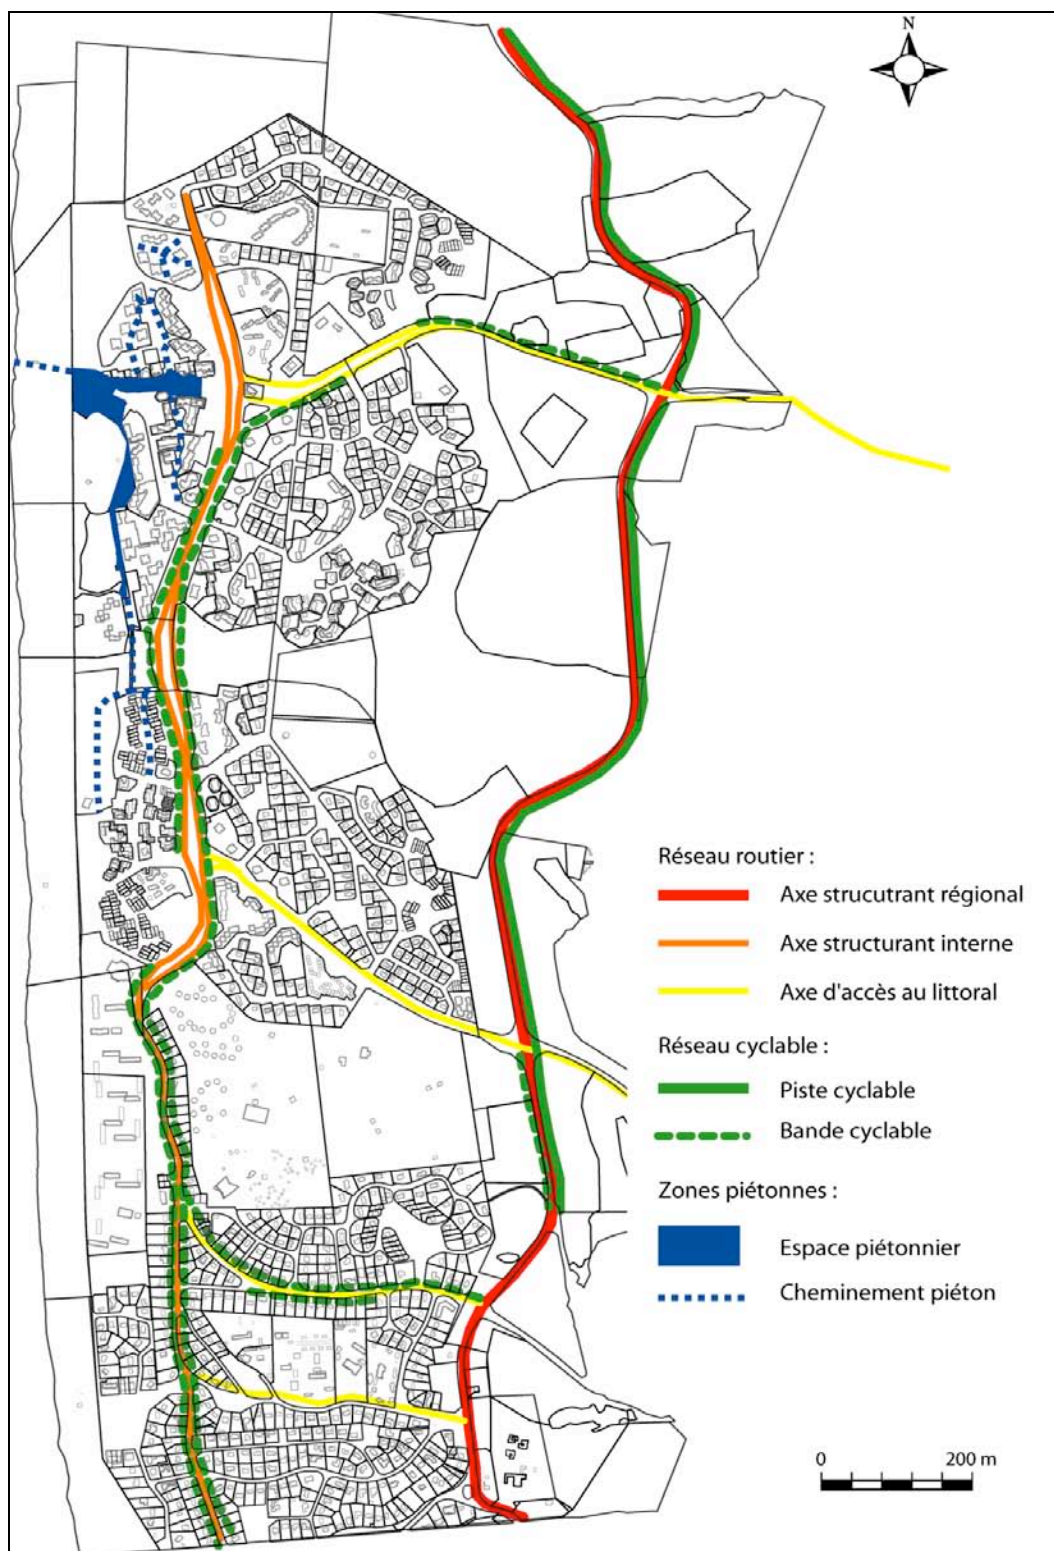 N
Réseau routier :
Axe strucutrant régional
Axe structurant interne
Axe d'accès au littoral
Réseau cyclable :
Piste cyclable
Bande cyclable
Zones piétonnes :
Espace piétonnier
Cheminement piéton
0 200 m